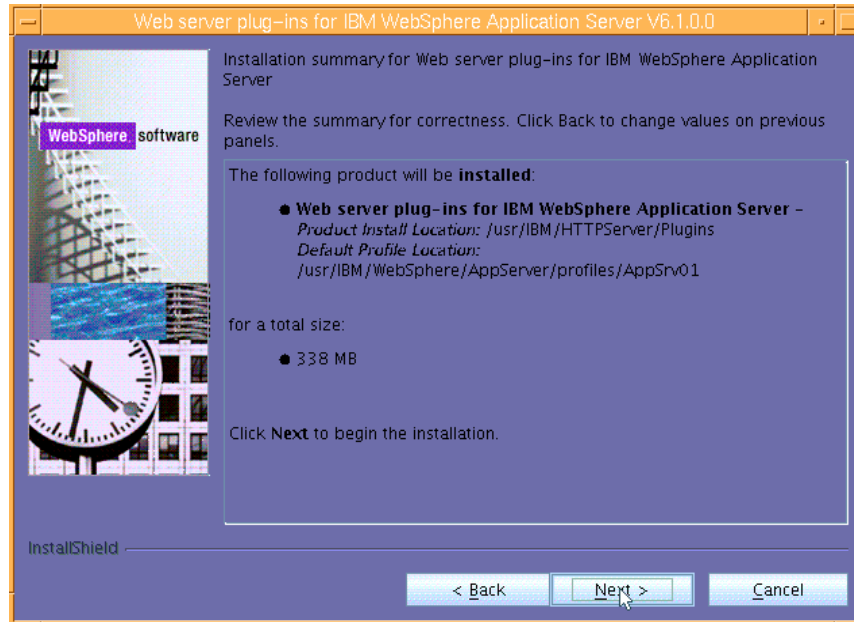 Web server plug-ins for IBM WebSphere Application Server V6.1.0.0
Installation summary for Web server plug-ins for IBM WebSphere Application
Server
Review the summary for correctness. Click Back to change values on previous
panels.
WebSphere. software
The following product will be installed:
● Web server plug-ins for IBM WebSphere Application Server -
Product Install Location: /usr/IBM/HTTPServer/Plugins
Default Profile Location:
/usr/IBM/WebSphere/AppServer/profiles/AppSrv01
for a total size:
● 338 MB
Click Next to begin the installation.
InstallShield
< Back
Next >
Cancel